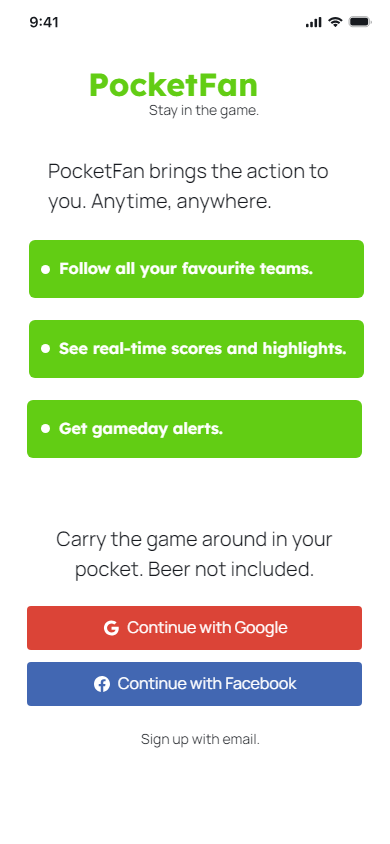 9:41
PocketFan
Stay in the game.
PocketFan brings the action to
you. Anytime, anywhere.
Follow all your favourite teams.
See real-time scores and highlights.
Get gameday alerts.
Carry the game around in your
pocket. Beer not included.
Continue with Google
Continue with Facebook
Sign up with email.